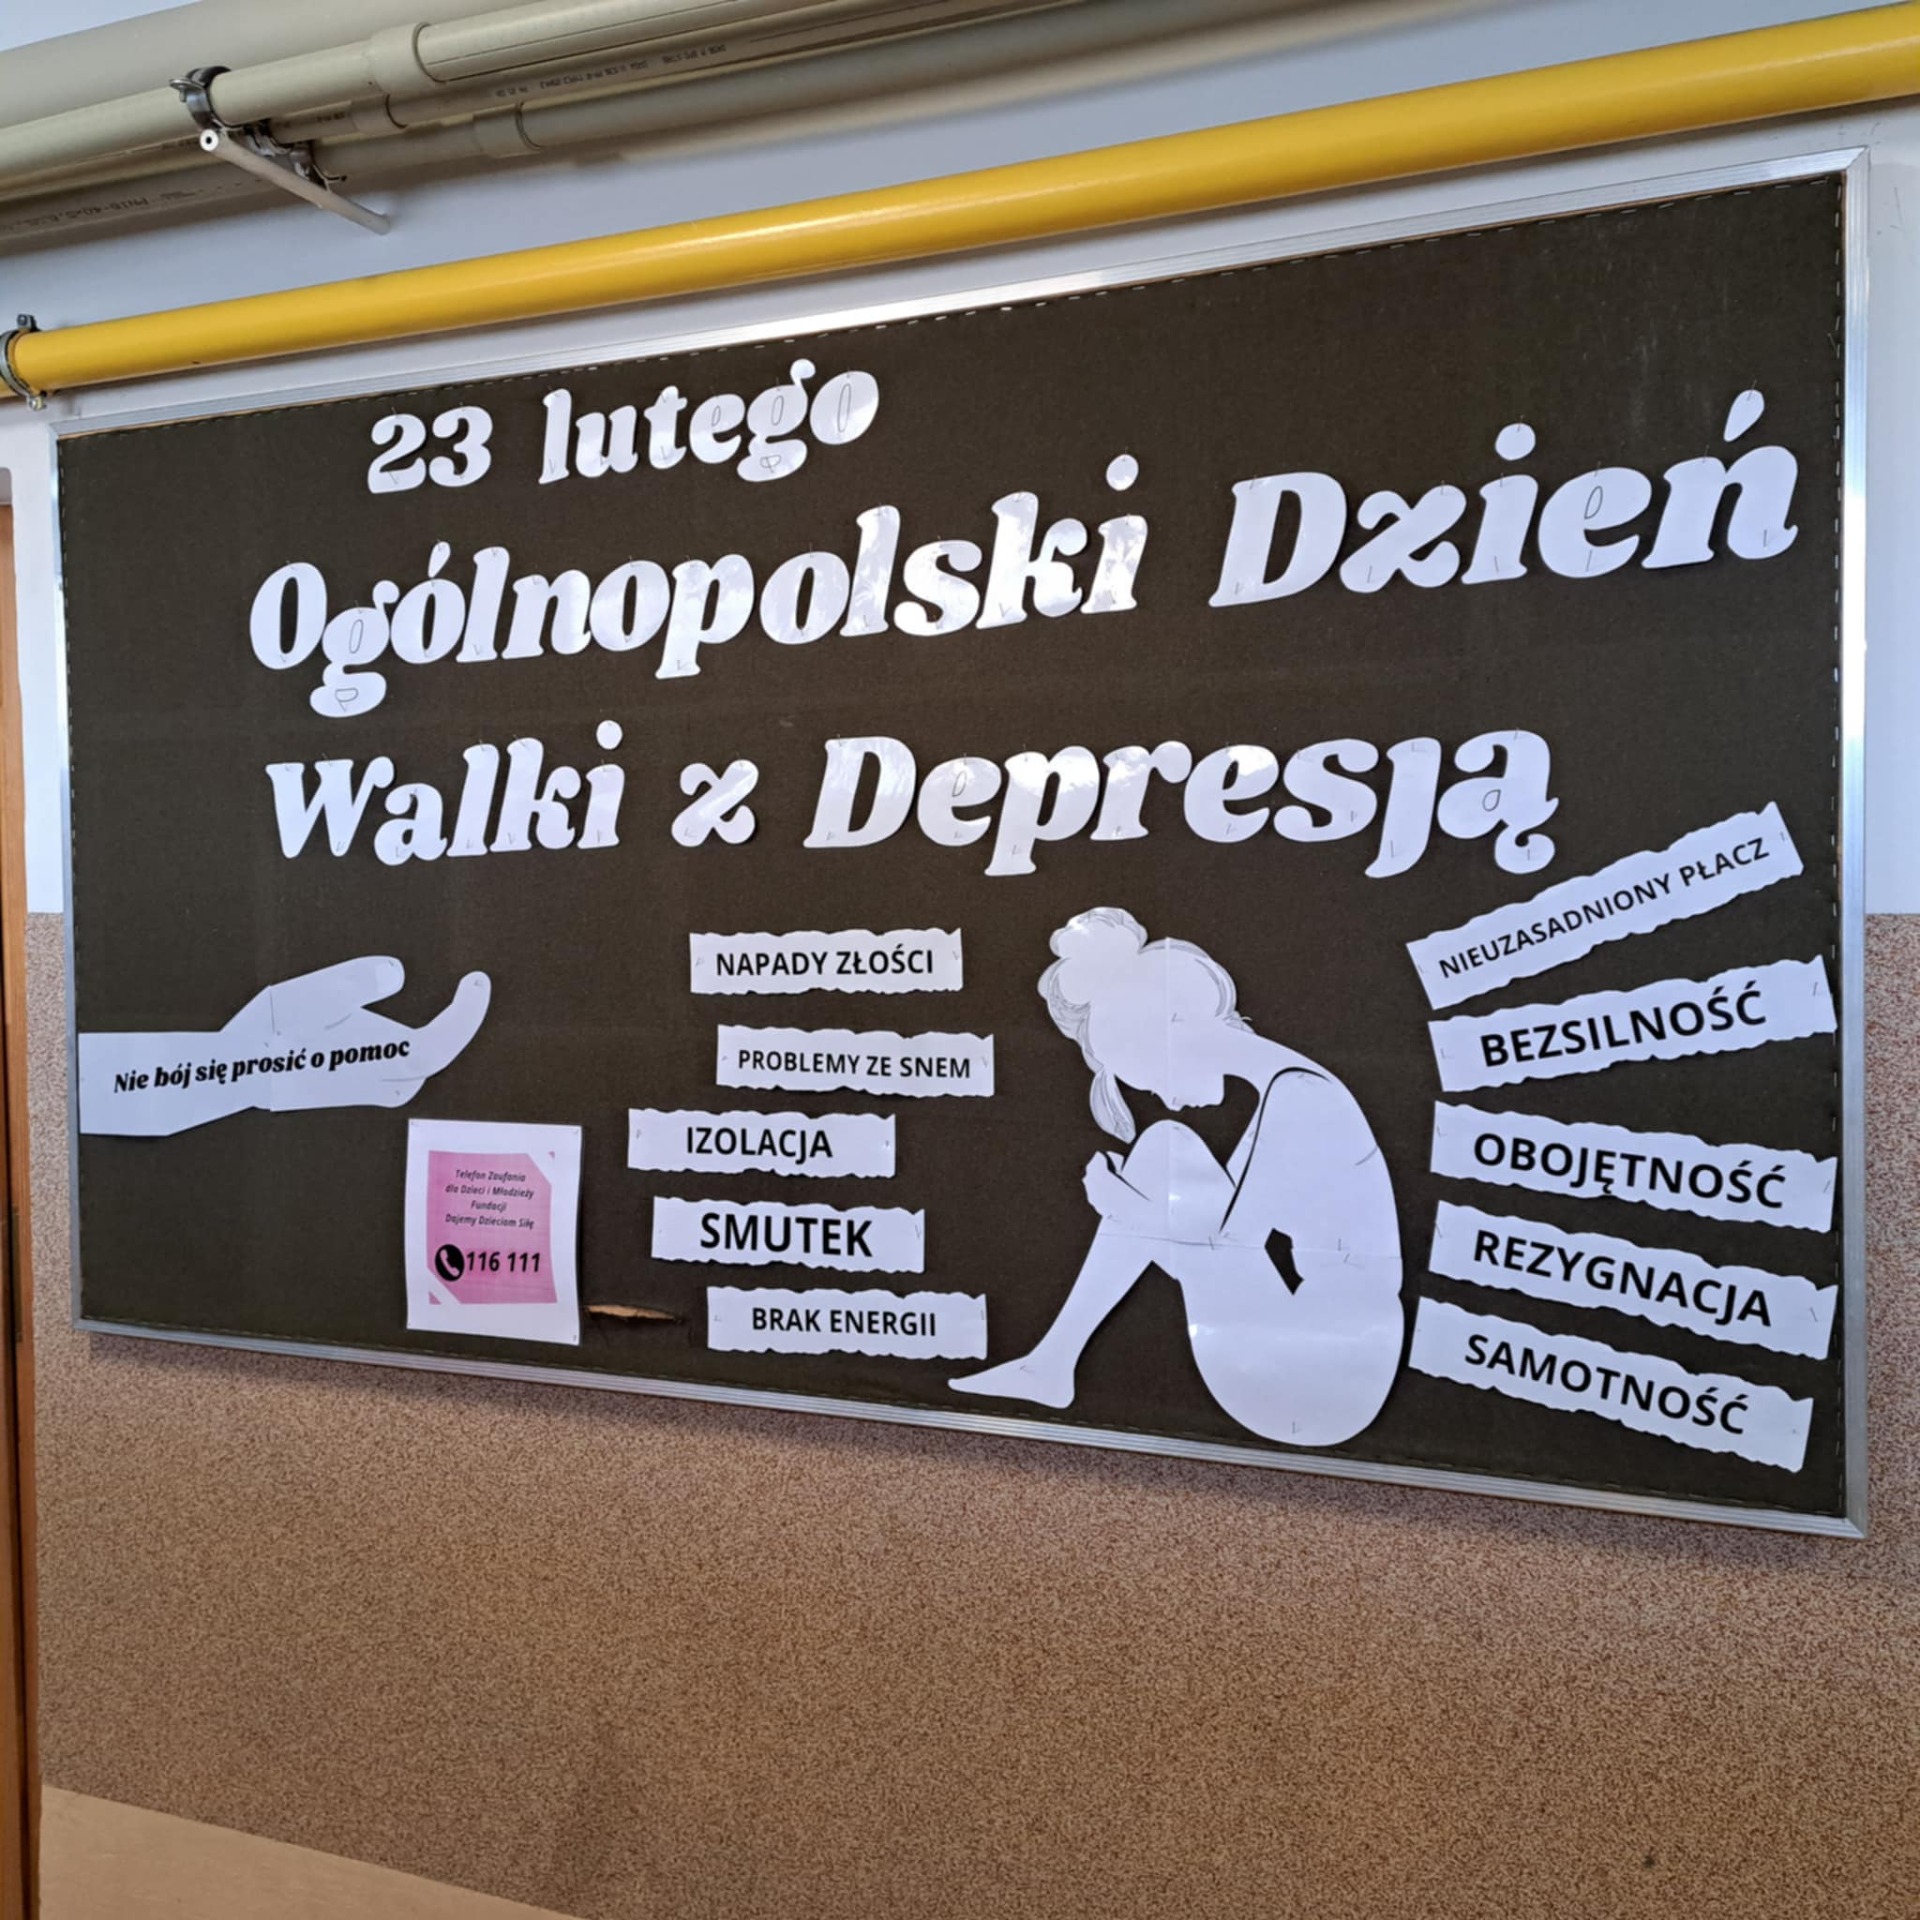 23 lutego
Ogólnopolski Dzień
Walki z Depresją
Nie bój się prosić o pomoc
Telefon Zaufania
dla Dzieci i Młodzieży
Fundacji
Dajemy Dzieciom Siłę
116 111
NAPADY ZŁOŚCI
PROBLEMY ZE SNEM
IZOLACJA
SMUTEK
BRAK ENERGII
NIEUZASADNIONY PŁACZ
BEZSILNOŚĆ
OBOJĘTNOŚĆ
REZYGNACJA
SAMOTNOŚĆ